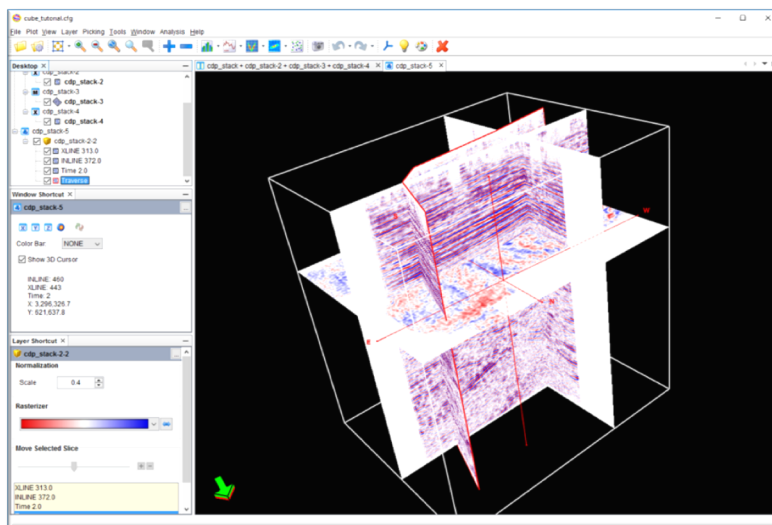 cube_tutorial.cfg
File Plot View Layer Picking Tools Window Analysis Help
Desktop
cdp_stack + cdp_stack-2 + cdp_stack-3 + cdp_stack-4
cdp_stack-5
cdp_stack-2
cdp_stack-2
cdp_stack-3
cdp_stack-3
cdp_stack-4
cdp_stack-4
cdp_stack-5
cdp_stack-2-2
XLINE 313.0
INLINE 372.0
Time 2.0
Traverse
Window Shortcut
cdp_stack-5
Color Bar: NONE
Show 3D Cursor
INLINE: 460
XLINE: 443
Time: 2
X: 3,296,326.7
Y: 621,637.8
Layer Shortcut
cdp_stack-2-2
Normalization
Scale 0.4
Rasterizer
Move Selected Slice
XLINE 313.0
INLINE 372.0
Time 2.0
W
N
E